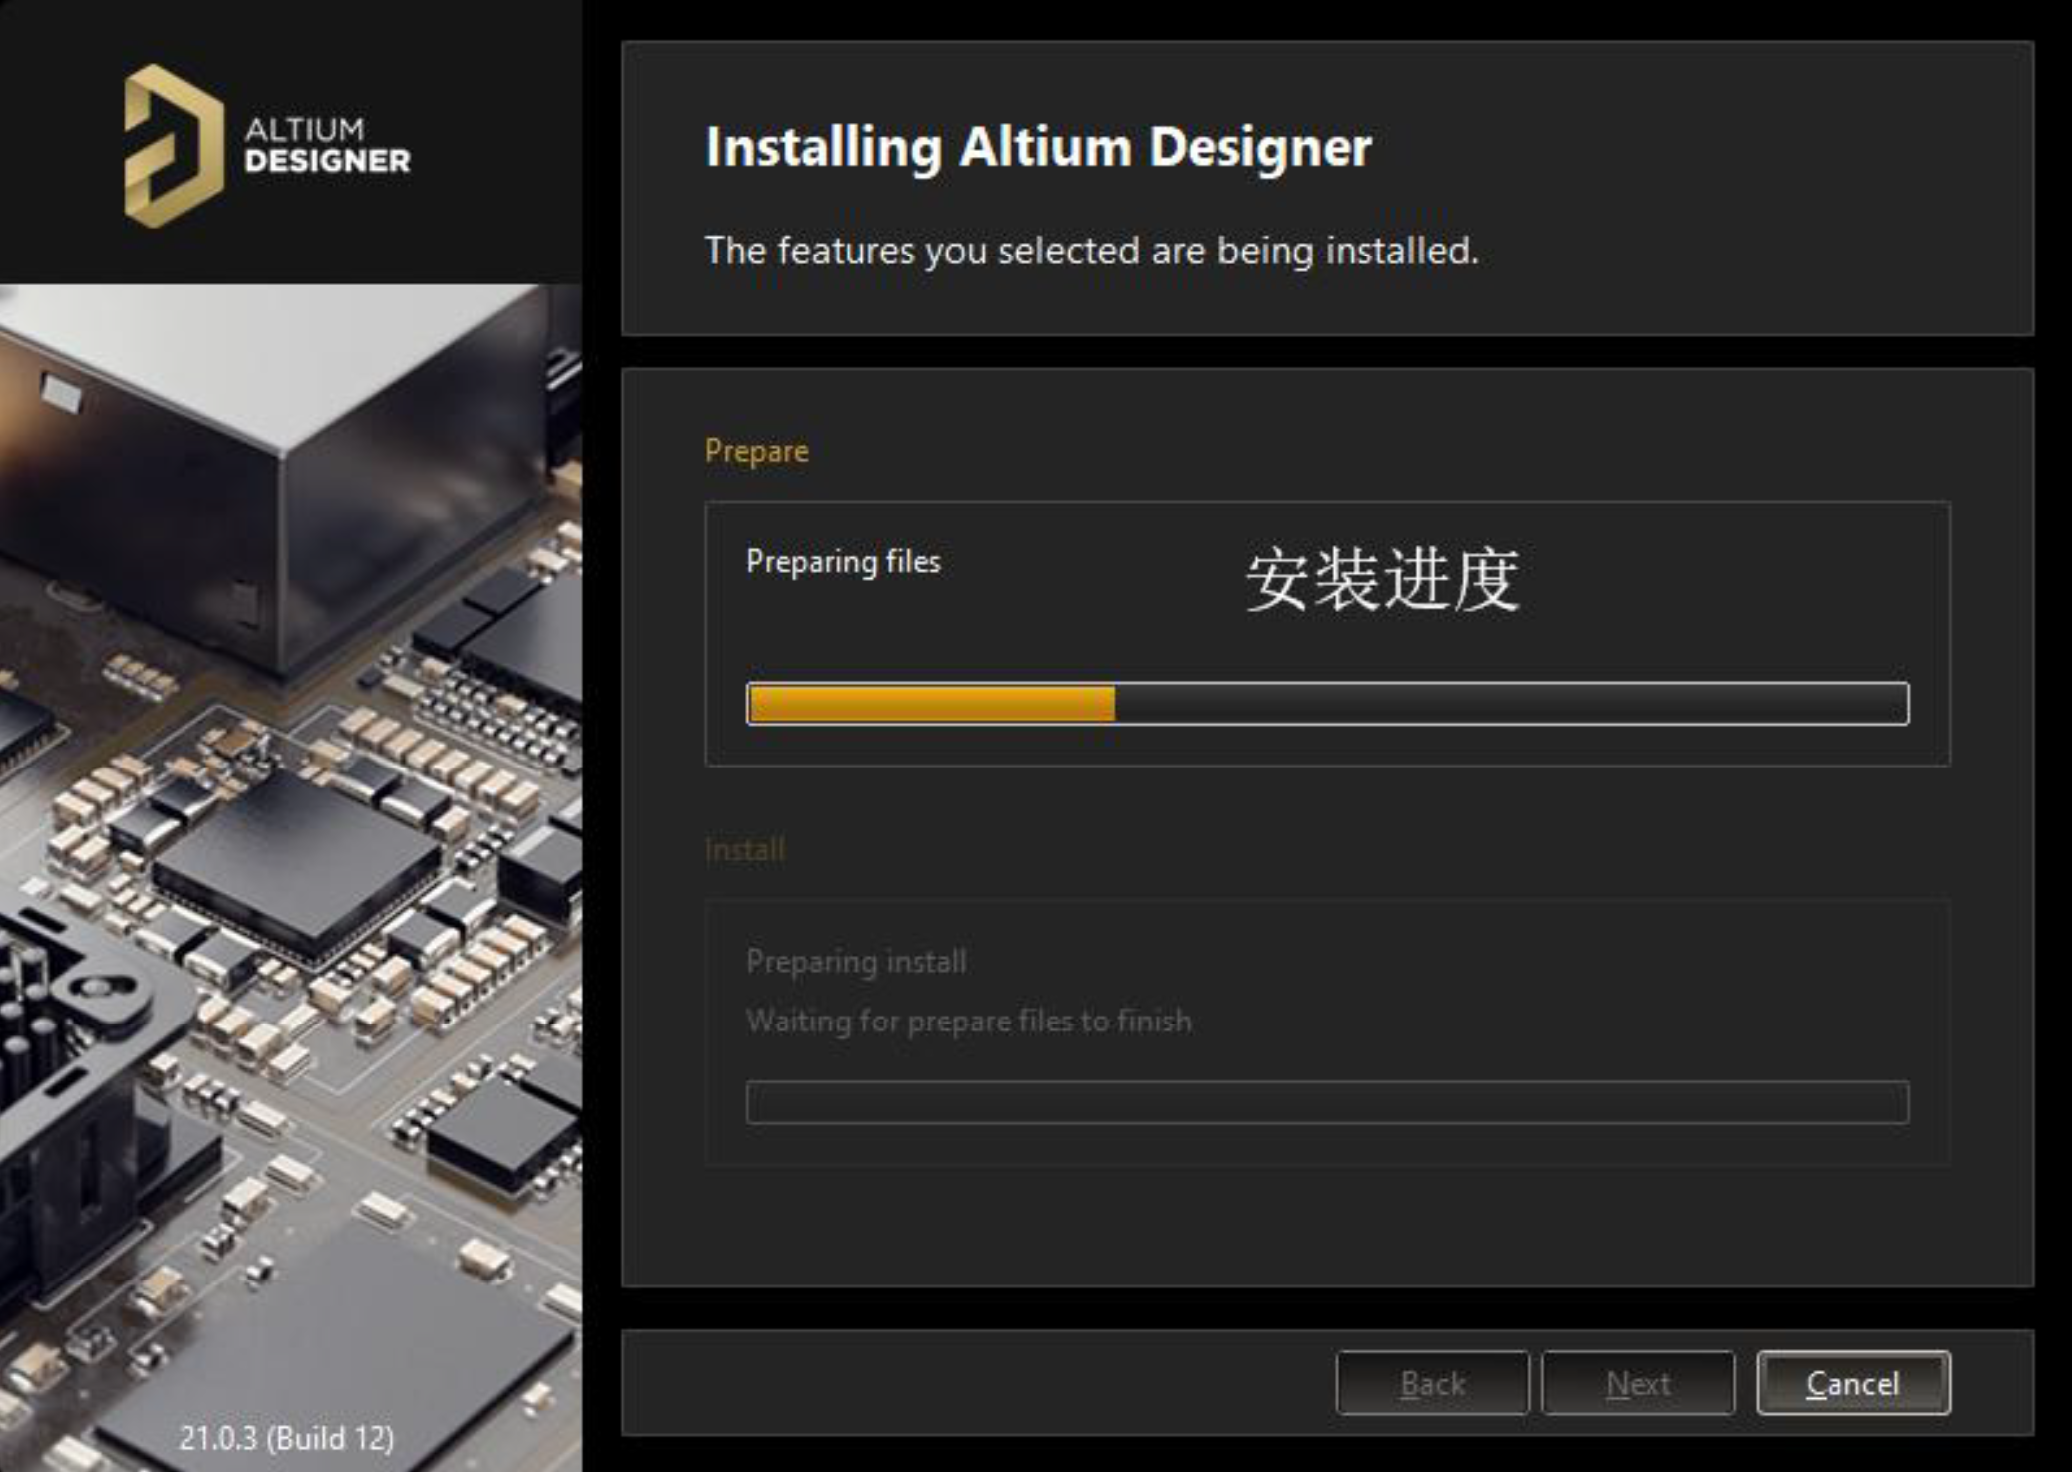 ALTIUM
DESIGNER
Installing Altium Designer
The features you selected are being installed.
Prepare
Preparing files
安装进度
Install
Preparing install
Waiting for prepare files to finish
21.0.3 (Build 12)
Back
Next
Cancel